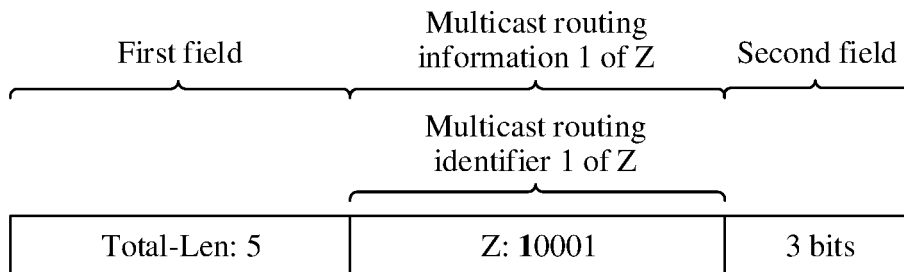 Multicast routing
First field information 1 of Z Second field
Multicast routing
identifier 1 of Z
Total-Len: 5 Z: 10001 3 bits